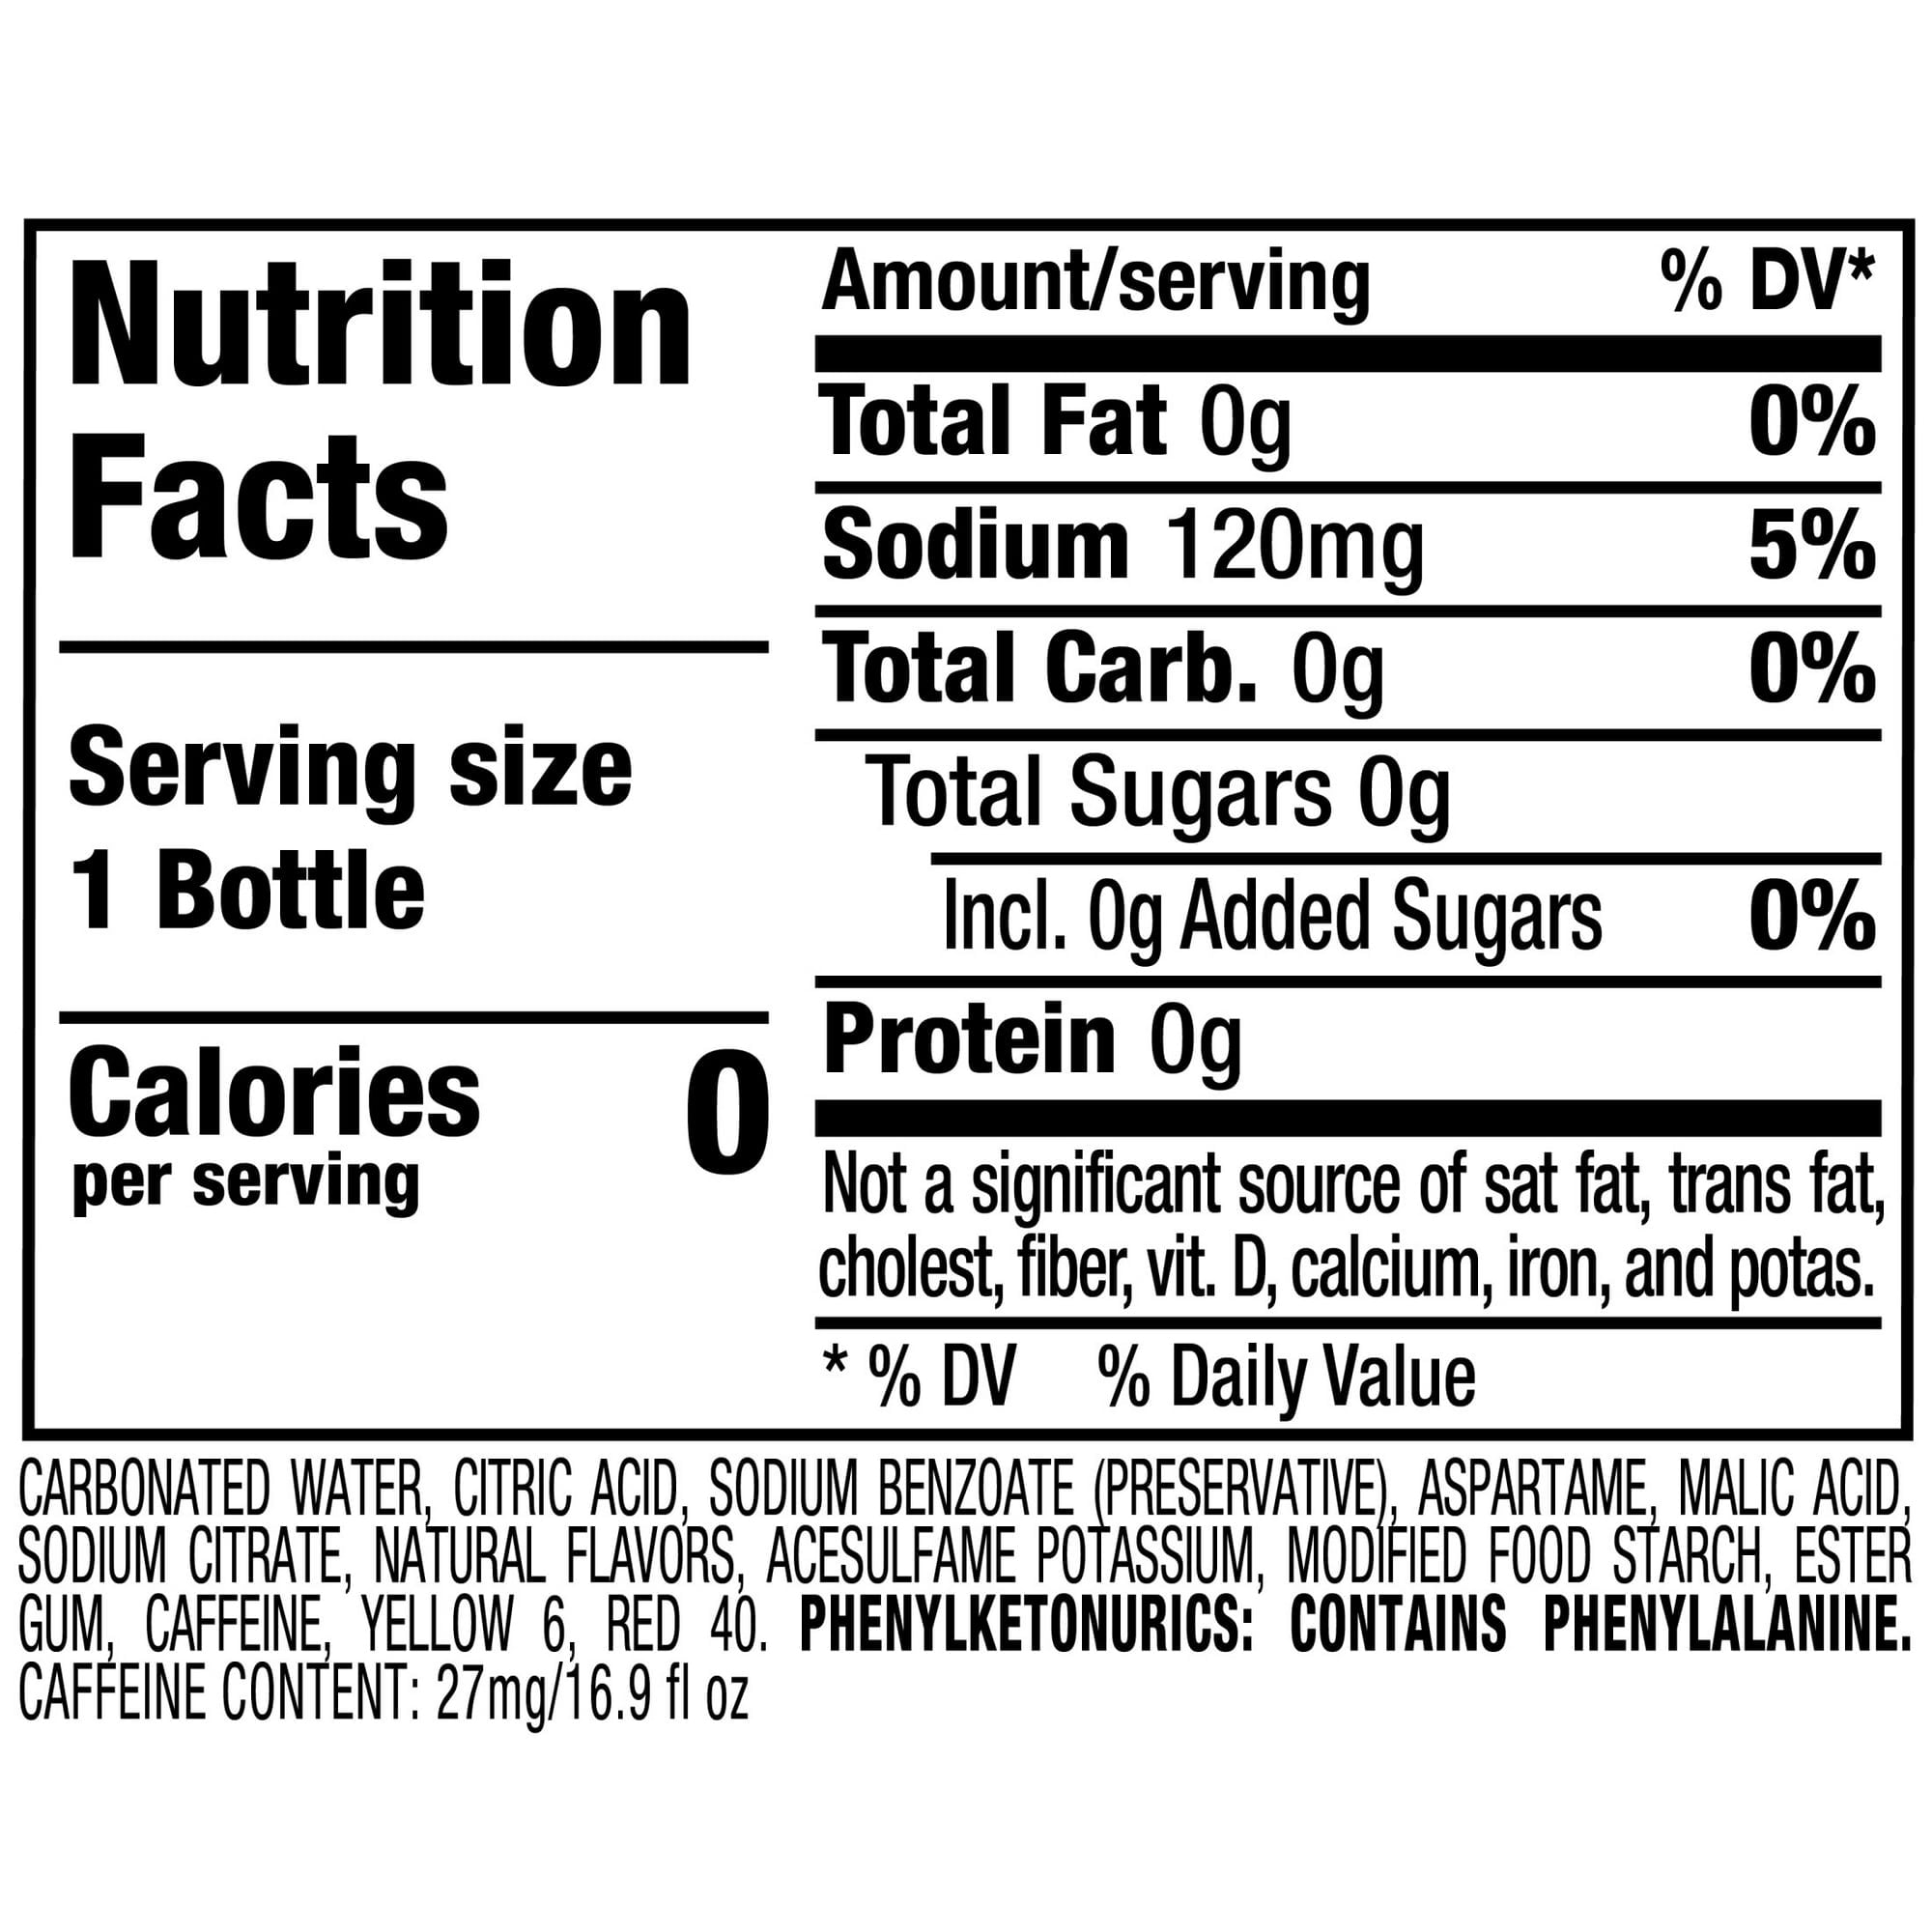 Nutrition
Facts
Serving size
1 Bottle
Calories 0
per serving
Amount/serving % DV*
Total Fat 0g 0%
Sodium 120mg 5%
Total Carb. 0g 0%
Total Sugars 0g
Incl. 0g Added Sugars 0%
Protein 0g
Not a significant source of sat fat, trans fat,
cholest, fiber, vit. D, calcium, iron, and potas.
* % DV % Daily Value
CARBONATED WATER, CITRIC ACID, SODIUM BENZOATE (PRESERVATIVE), ASPARTAME, MALIC ACID,
SODIUM CITRATE, NATURAL FLAVORS, ACESULFAME POTASSIUM, MODIFIED FOOD STARCH, ESTER
GUM, CAFFEINE, YELLOW 6, RED 40. PHENYLKETONURICS: CONTAINS PHENYLALANINE.
CAFFEINE CONTENT: 27mg/16.9 fl oz